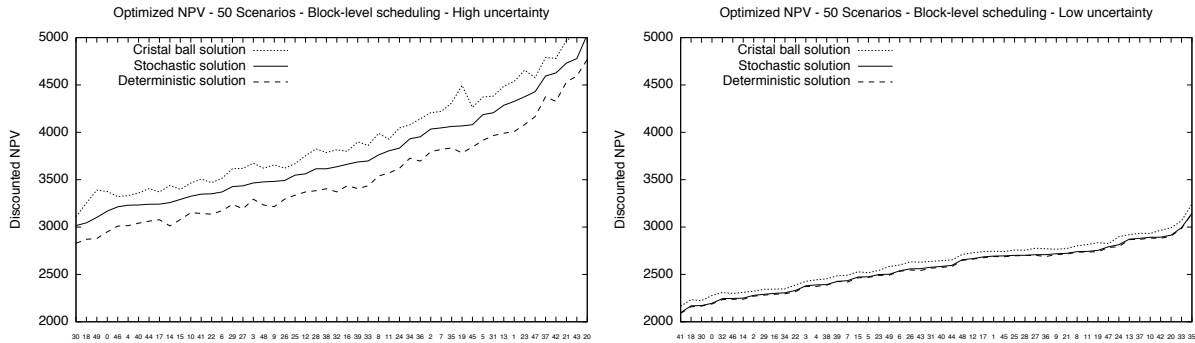 Optimized NPV - 50 Scenarios - Block-level scheduling - High uncertainty
5000
4500
4000
3500
3000
2500
2000
Discounted NPV
Cristal ball solution
Stochastic solution
Deterministic solution
30 18 49 0 46 4 40 44 17 14 15 10 41 22 6 29 27 3 48 9 26 25 12 28 38 32 16 39 33 8 11 24 34 36 2 7 35 19 45 5 31 13 1 23 47 37 42 21 43 20
Optimized NPV - 50 Scenarios - Block-level scheduling - Low uncertainty
5000
4500
4000
3500
3000
2500
2000
Discounted NPV
Cristal ball solution
Stochastic solution
Deterministic solution
41 18 30 0 32 14 2 29 16 34 22 3 4 38 39 7 15 5 23 49 6 26 43 31 40 44 48 12 17 1 45 25 28 27 36 9 21 8 11 19 47 24 13 37 10 42 20 33 35